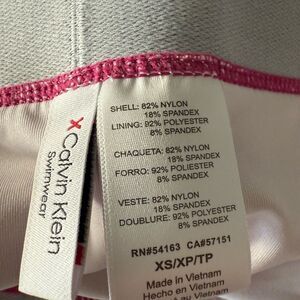 X Calvin Klein
Swimwear
SHELL: 82% NYLON
18% SPANDEX
LINING: 92% POLYESTER
8% SPANDEX
CHAQUETA: 82% NYLON
18% SPANDEX
FORRO: 92% POLIESTER
8% SPANDEX
VESTE: 82% NYLON
18% SPANDEX
DOUBLURE: 92% POLYESTER
8% SPANDEX
RN#54163 CA#57151
XS/XP/TP
Made in Vietnam
Hecho en Vietnam
au Vietnam